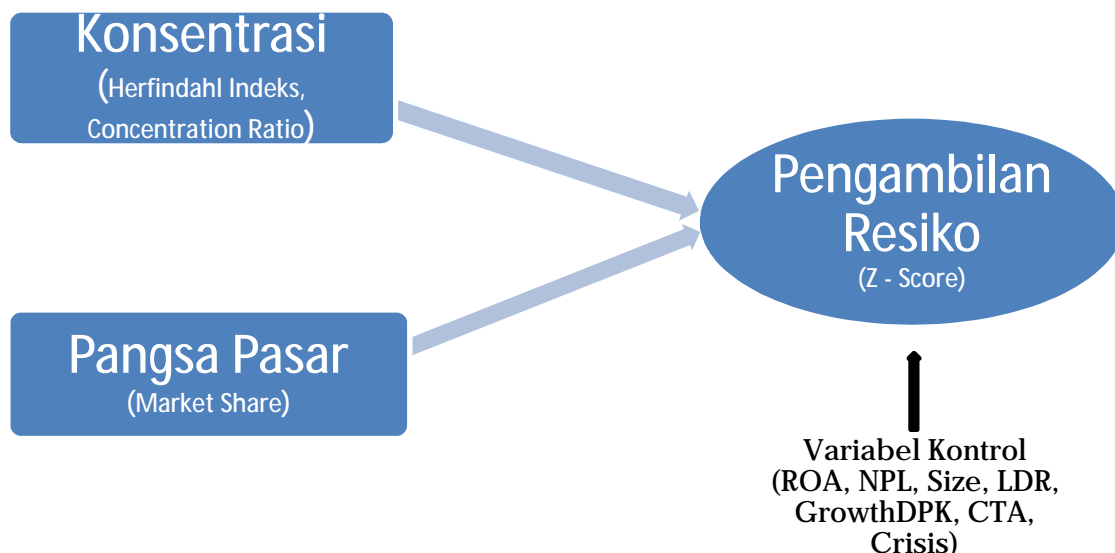 Konsentrasi
(Herfindahl Indeks,
Concentration Ratio)
Pangsa Pasar
(Market Share)
Pengambilan
Resiko
(Z - Score)
Variabel Kontrol
(ROA, NPL, Size, LDR,
GrowthDPK, CTA,
Crisis)